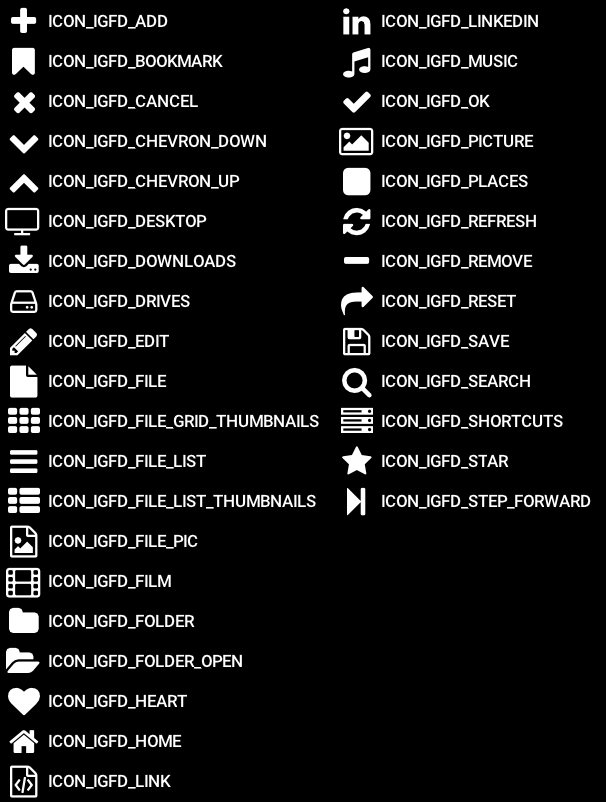 ICON_IGFD_ADD
ICON_IGFD_BOOKMARK
ICON_IGFD_CANCEL
ICON_IGFD_CHEVRON_DOWN
ICON_IGFD_CHEVRON_UP
ICON_IGFD_DESKTOP
ICON_IGFD_DOWNLOADS
ICON_IGFD_DRIVES
ICON_IGFD_EDIT
ICON_IGFD_FILE
ICON_IGFD_FILE_GRID_THUMBNAILS
ICON_IGFD_FILE_LIST
ICON_IGFD_FILE_LIST_THUMBNAILS
ICON_IGFD_FILE_PIC
ICON_IGFD_FILM
ICON_IGFD_FOLDER
ICON_IGFD_FOLDER_OPEN
ICON_IGFD_HEART
ICON_IGFD_HOME
ICON_IGFD_LINK
ICON_IGFD_LINKEDIN
ICON_IGFD_MUSIC
ICON_IGFD_OK
ICON_IGFD_PICTURE
ICON_IGFD_PLACES
ICON_IGFD_REFRESH
ICON_IGFD_REMOVE
ICON_IGFD_RESET
ICON_IGFD_SAVE
ICON_IGFD_SEARCH
ICON_IGFD_SHORTCUTS
ICON_IGFD_STAR
ICON_IGFD_STEP_FORWARD